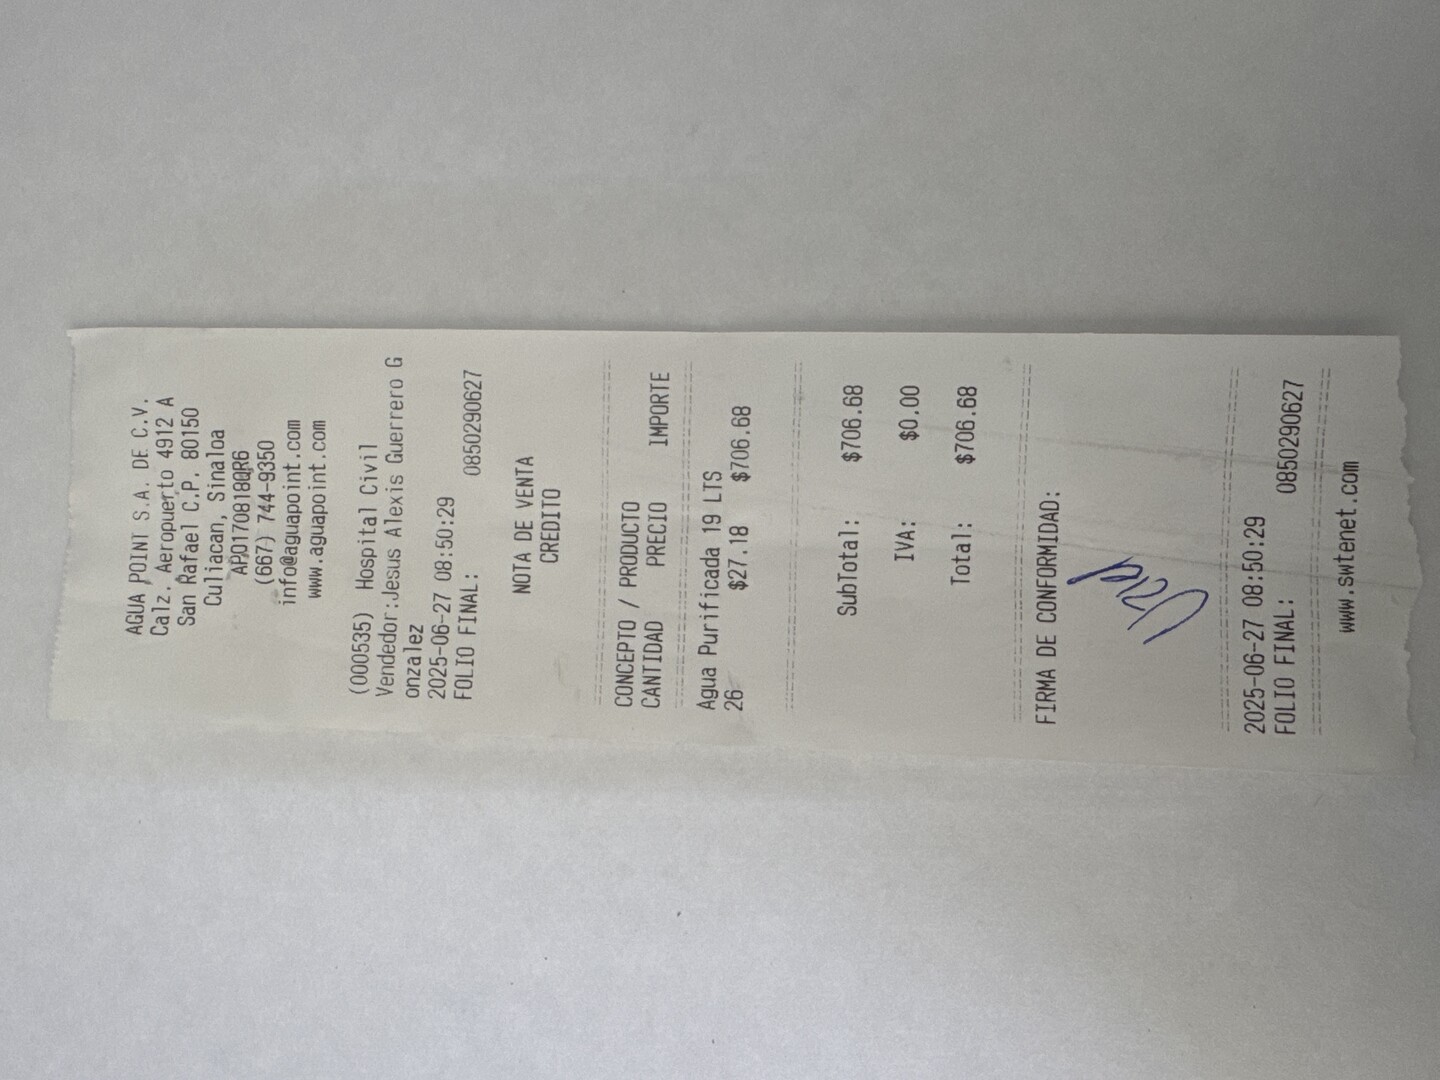 AGUA POINT S.A. DE C.V.
Calz. Aeropuerto 4912 A
San Rafael C.P. 80150
Culiacan, Sinaloa
APO170818QR6
(667) 744-9350
info@aguapoint.com
www.aguapoint.com
(000535) Hospital Civil
Vendedor:Jesus Alexis Guerrero G
onzalez
2025-06-27 08:50:29
FOLIO FINAL: 0850290627
NOTA DE VENTA
CREDITO
CONCEPTO / PRODUCTO
CANTIDAD PRECIO IMPORTE
Agua Purificada 19 LTS
26 $27.18 $706.68
SubTotal: $706.68
IVA: $0.00
Total: $706.68
FIRMA DE CONFORMIDAD:
2025-06-27 08:50:29
FOLIO FINAL: 0850290627
www.swtenet.com